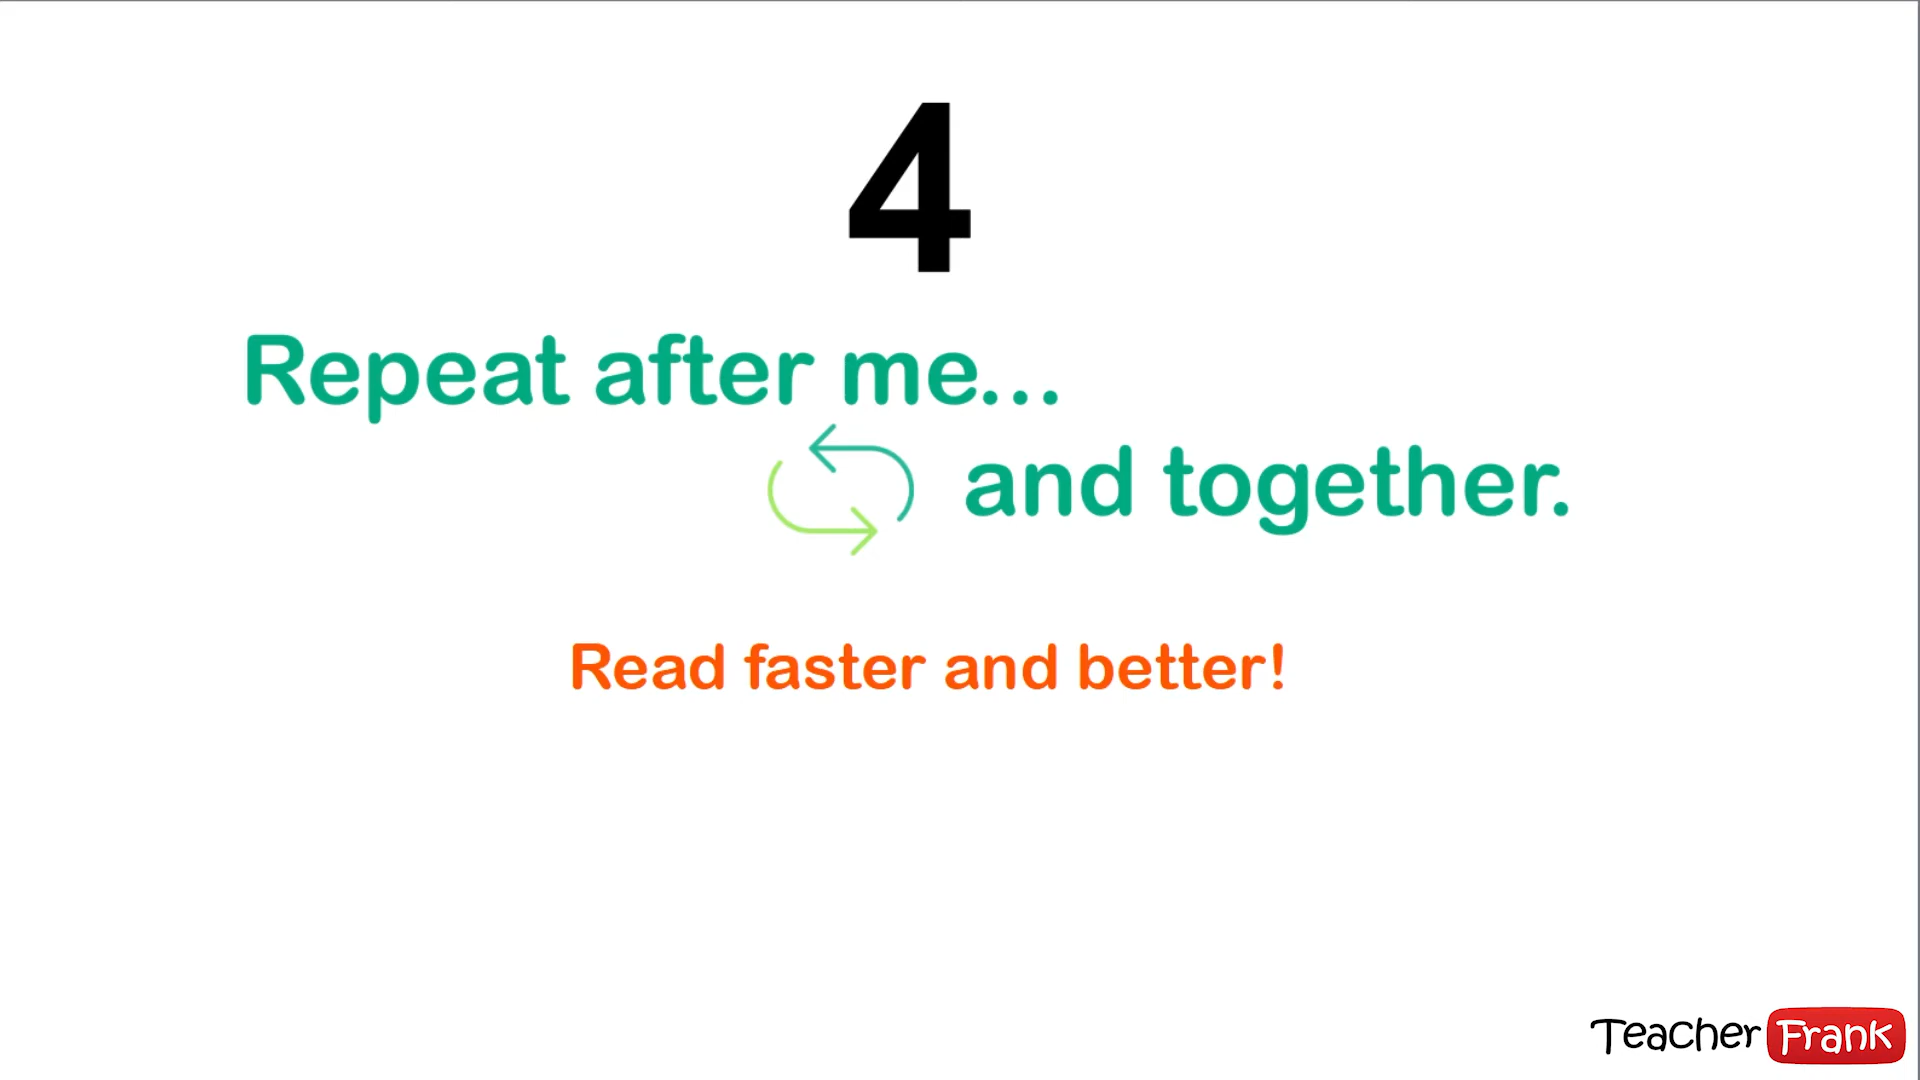 4
Repeat after me...
and together.
Read faster and better!
Teacher Frank